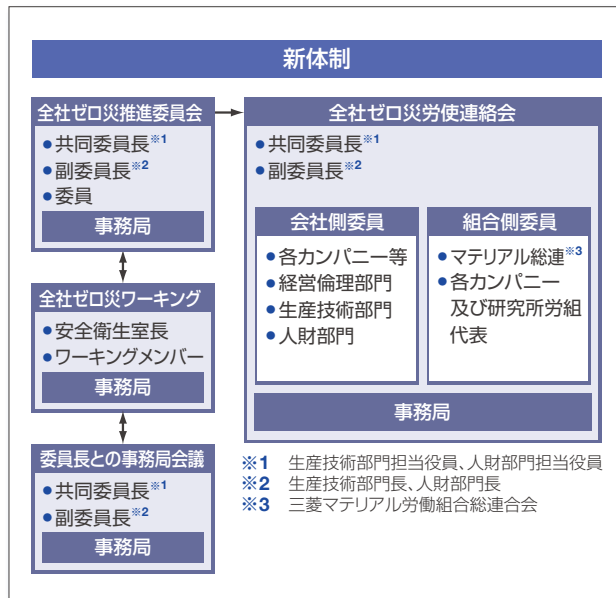 新体制
全社ゼロ災推進委員会
●共同委員長※1
●副委員長※2
●委員
事務局
全社ゼロ災ワーキング
●安全衛生室長
●ワーキングメンバー
事務局
委員長との事務局会議
●共同委員長※1
●副委員長※2
事務局
全社ゼロ災労使連絡会
●共同委員長※1
●副委員長※2
会社側委員
●各カンパニー等
●経営倫理部門
●生産技術部門
●人財部門
組合側委員
●マテリアル総連※3
●各カンパニー
及び研究所労組
代表
事務局
※1 生産技術部門担当役員、人財部門担当役員
※2 生産技術部門長、人財部門長
※3 三菱マテリアル労働組合総連合会